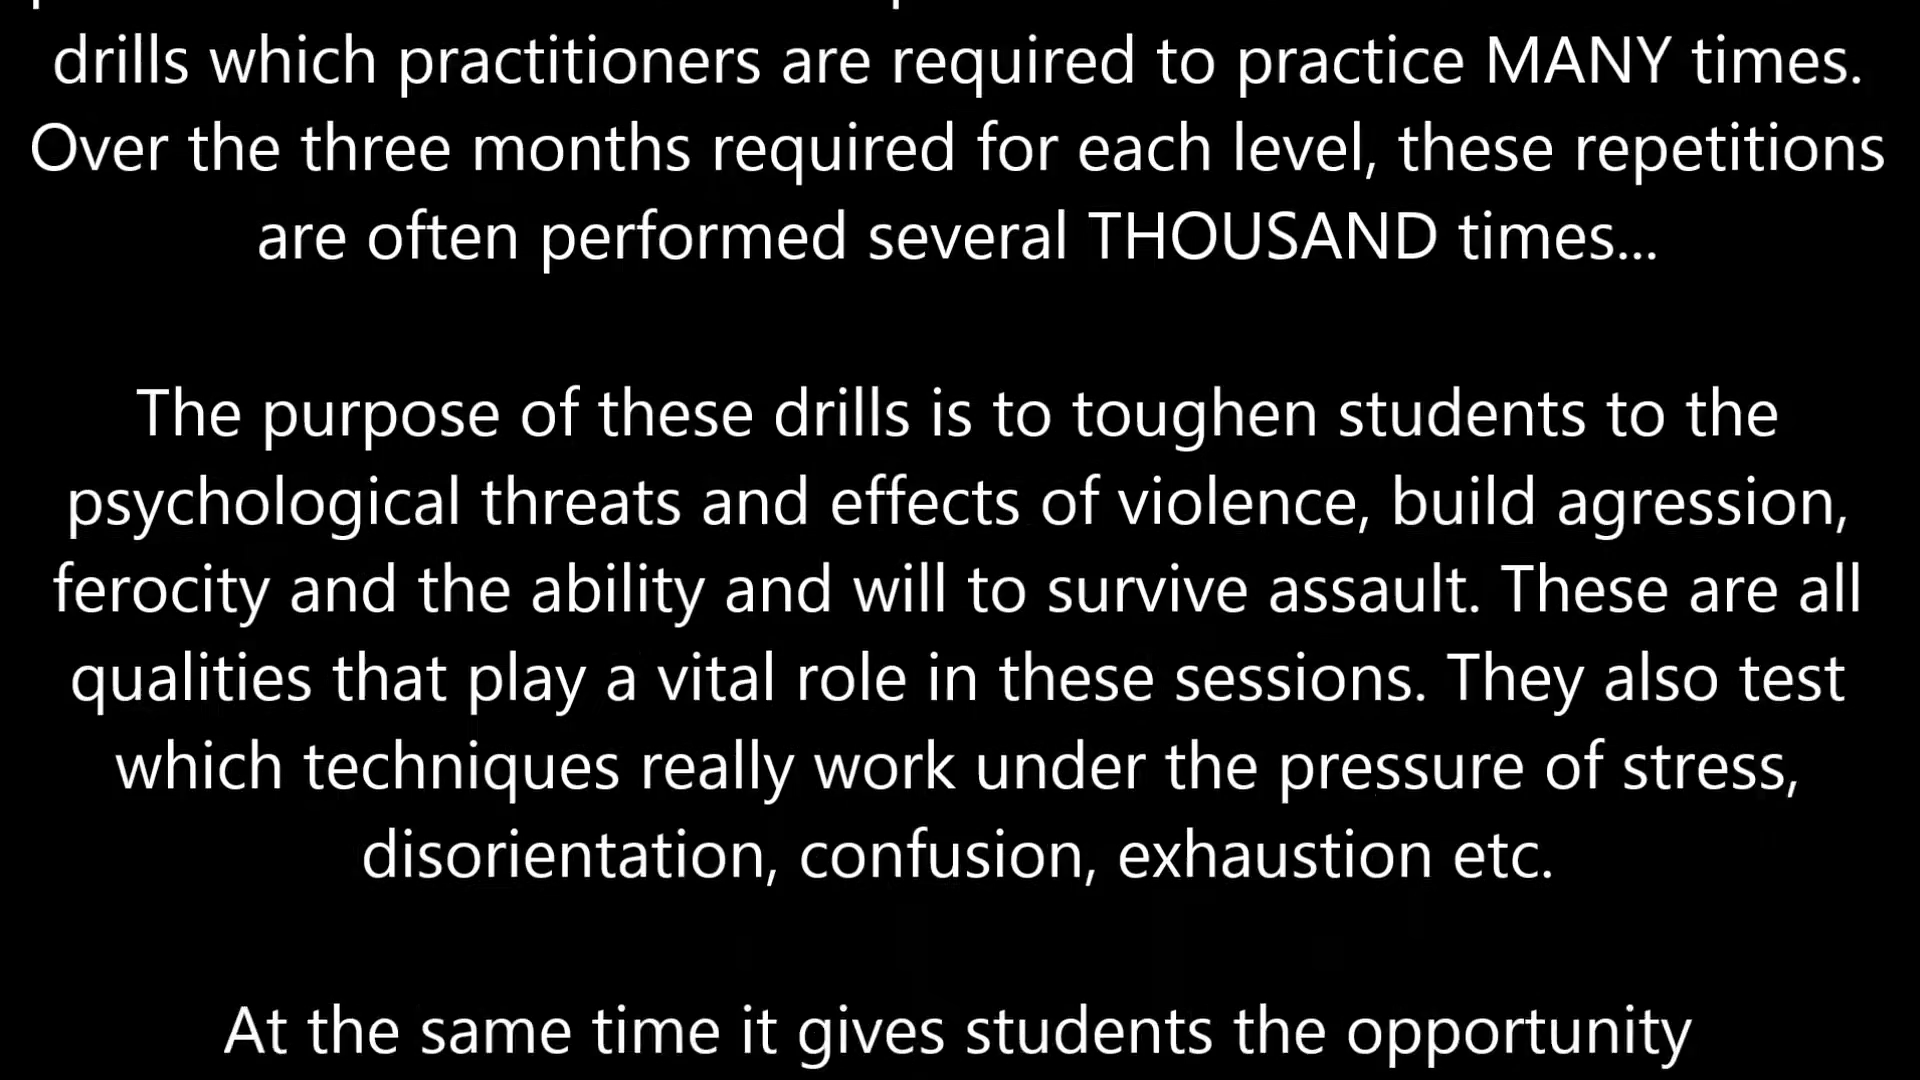 drills which practitioners are required to practice MANY times.
Over the three months required for each level, these repetitions
are often performed several THOUSAND times...
The purpose of these drills is to toughen students to the
psychological threats and effects of violence, build agression,
ferocity and the ability and will to survive assault. These are all
qualities that play a vital role in these sessions. They also test
which techniques really work under the pressure of stress,
disorientation, confusion, exhaustion etc.
At the same time it gives students the opportunity